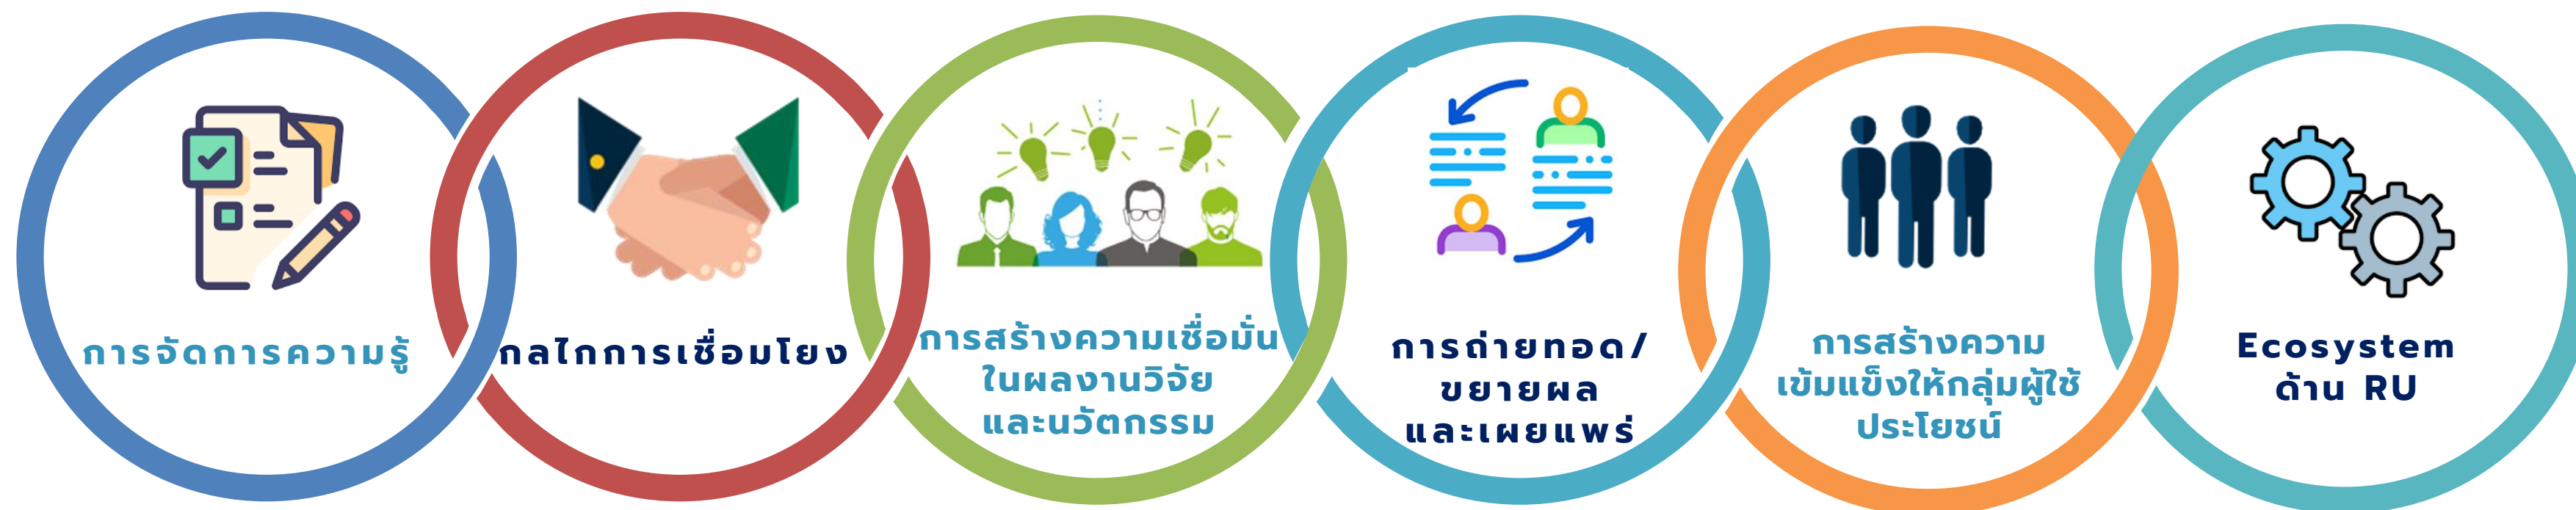 การจัดการความรู้
กลไกการเชื่อมโยง
การสร้างความเชื่อมั่น
ในผลงานวิจัย
และนวัตกรรม
การถ่ายทอด/
ขยายผล
และเผยแพร่
การสร้างความ
เข้มแข็งให้กลุ่มผู้ใช้
ประโยชน์
Ecosystem
ด้าน RU